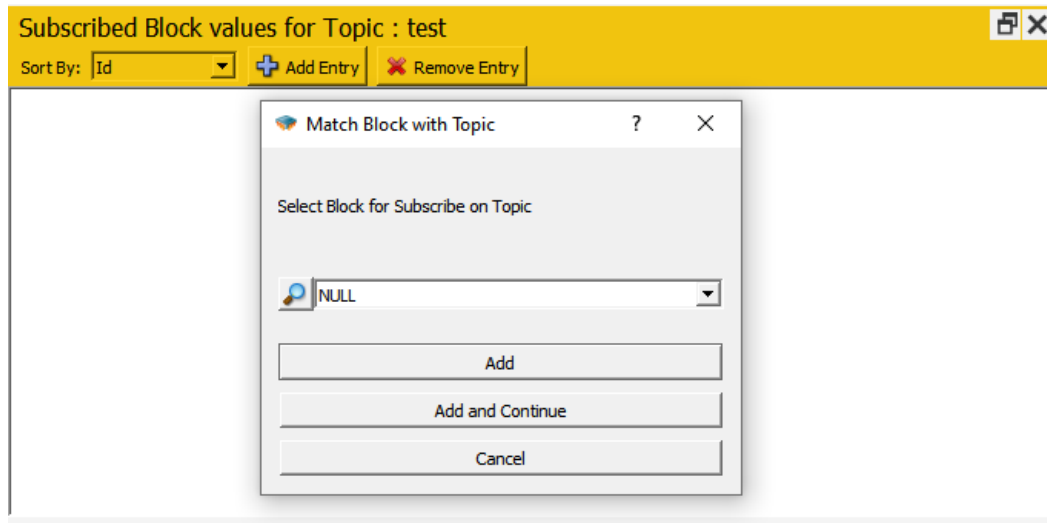 Subscribed Block values for Topic : test
Sort By: Id Add Entry Remove Entry
Match Block with Topic ?
Select Block for Subscribe on Topic
NULL
Add
Add and Continue
Cancel